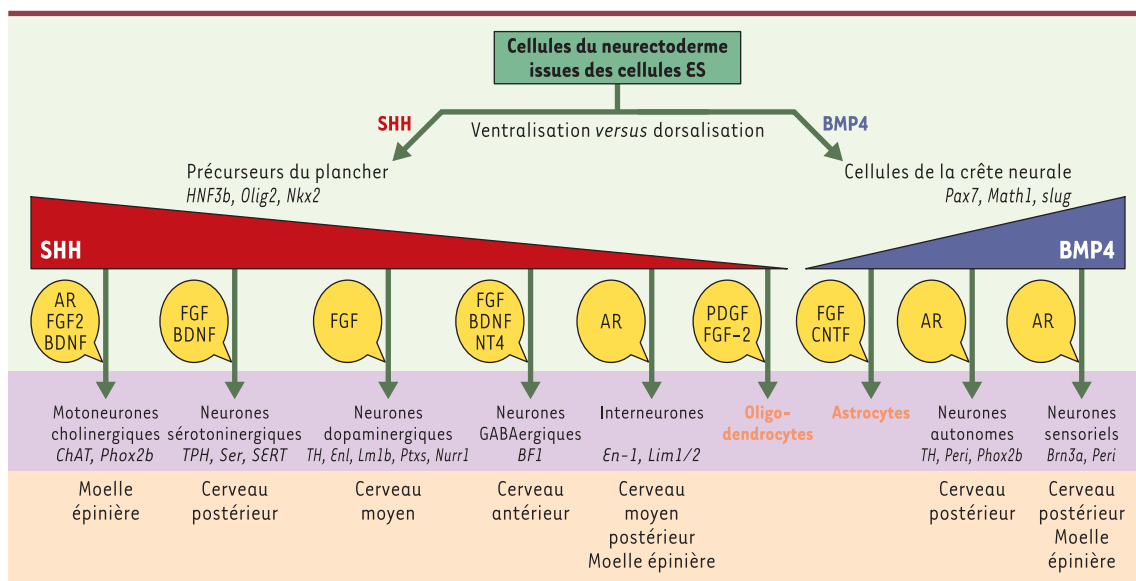 Cellules du neurectoderme
issues des cellules ES
SHH
BMP4
Ventralisation versus dorsalisation
Précurseurs du plancher
HNF3b, Olig2, Nkx2
Cellules de la crête neurale
Pax7, Math1, slug
SHH
BMP4
AR
FGF2
BDNF
FGF
BDNF
FGF
FGF
BDNF
NT4
AR
PDGF
FGF-2
FGF
CNTF
AR
AR
Motoneurones
cholinergiques
ChAT, Phox2b
Neurones
sérotoninergiques
TPH, Ser, SERT
Neurones
dopaminergiques
TH, Enl, Lm1b, Ptxs, Nurr1
Neurones
GABAergiques
BF1
Interneurones
En-1, Lim1/2
Oligo-
dendrocytes
Astrocytes
Neurones
autonomes
TH, Peri, Phox2b
Neurones
sensoriels
Brn3a, Peri
Moelle
épinière
Cerveau
postérieur
Cerveau
moyen
Cerveau
antérieur
Cerveau
moyen
postérieur
Moelle épinière
Cerveau
postérieur
Cerveau
postérieur
Moelle
épinière